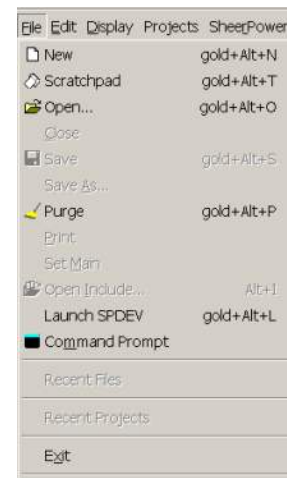 File Edit Display Projects SheerPower
New gold+Alt+N
Scratchpad gold+Alt+T
Open... gold+Alt+O
Close
Save gold+Alt+S
Save As...
Purge gold+Alt+P
Print
Set Main
Open Include... Alt+I
Launch SPDEV gold+Alt+L
Command Prompt
Recent Files
Recent Projects
Exit